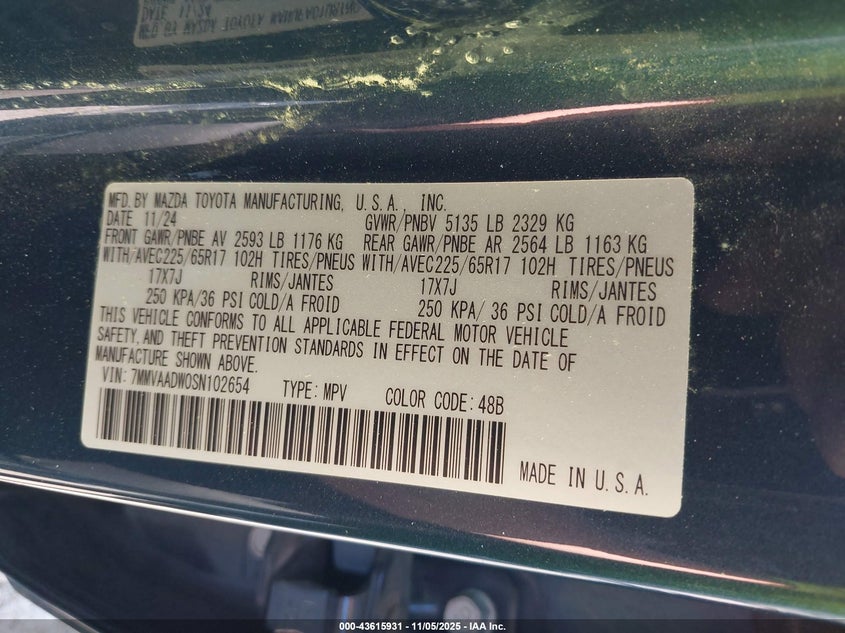 MFD. BY MAZDA TOYOTA MANUFACTURING, U.S.A., INC.
DATE 11/24 GVWR/PNBV 5135 LB 2329 KG
FRONT GAWR/PNBE AV 2593 LB 1176 KG REAR GAWR/PNBE AR 2564 LB 1163 KG
WITH/AVEC225/65R17 102H TIRES/PNEUS WITH/AVEC225/65R17 102H TIRES/PNEUS
17X7J RIMS/JANTES 17X7J RIMS/JANTES
250 KPA/36 PSI COLD/A FROID 250 KPA/ 36 PSI COLD/A FROID
THIS VEHICLE CONFORMS TO ALL APPLICABLE FEDERAL MOTOR VEHICLE
SAFETY, AND THEFT PREVENTION STANDARDS IN EFFECT ON THE DATE OF
MANUFACTURE SHOWN ABOVE.
VIN: 7MMVAADW0SN102654 TYPE: MPV COLOR CODE: 48B
MADE IN U.S.A.
000-43615931 - 11/05/2025 - IAA Inc.